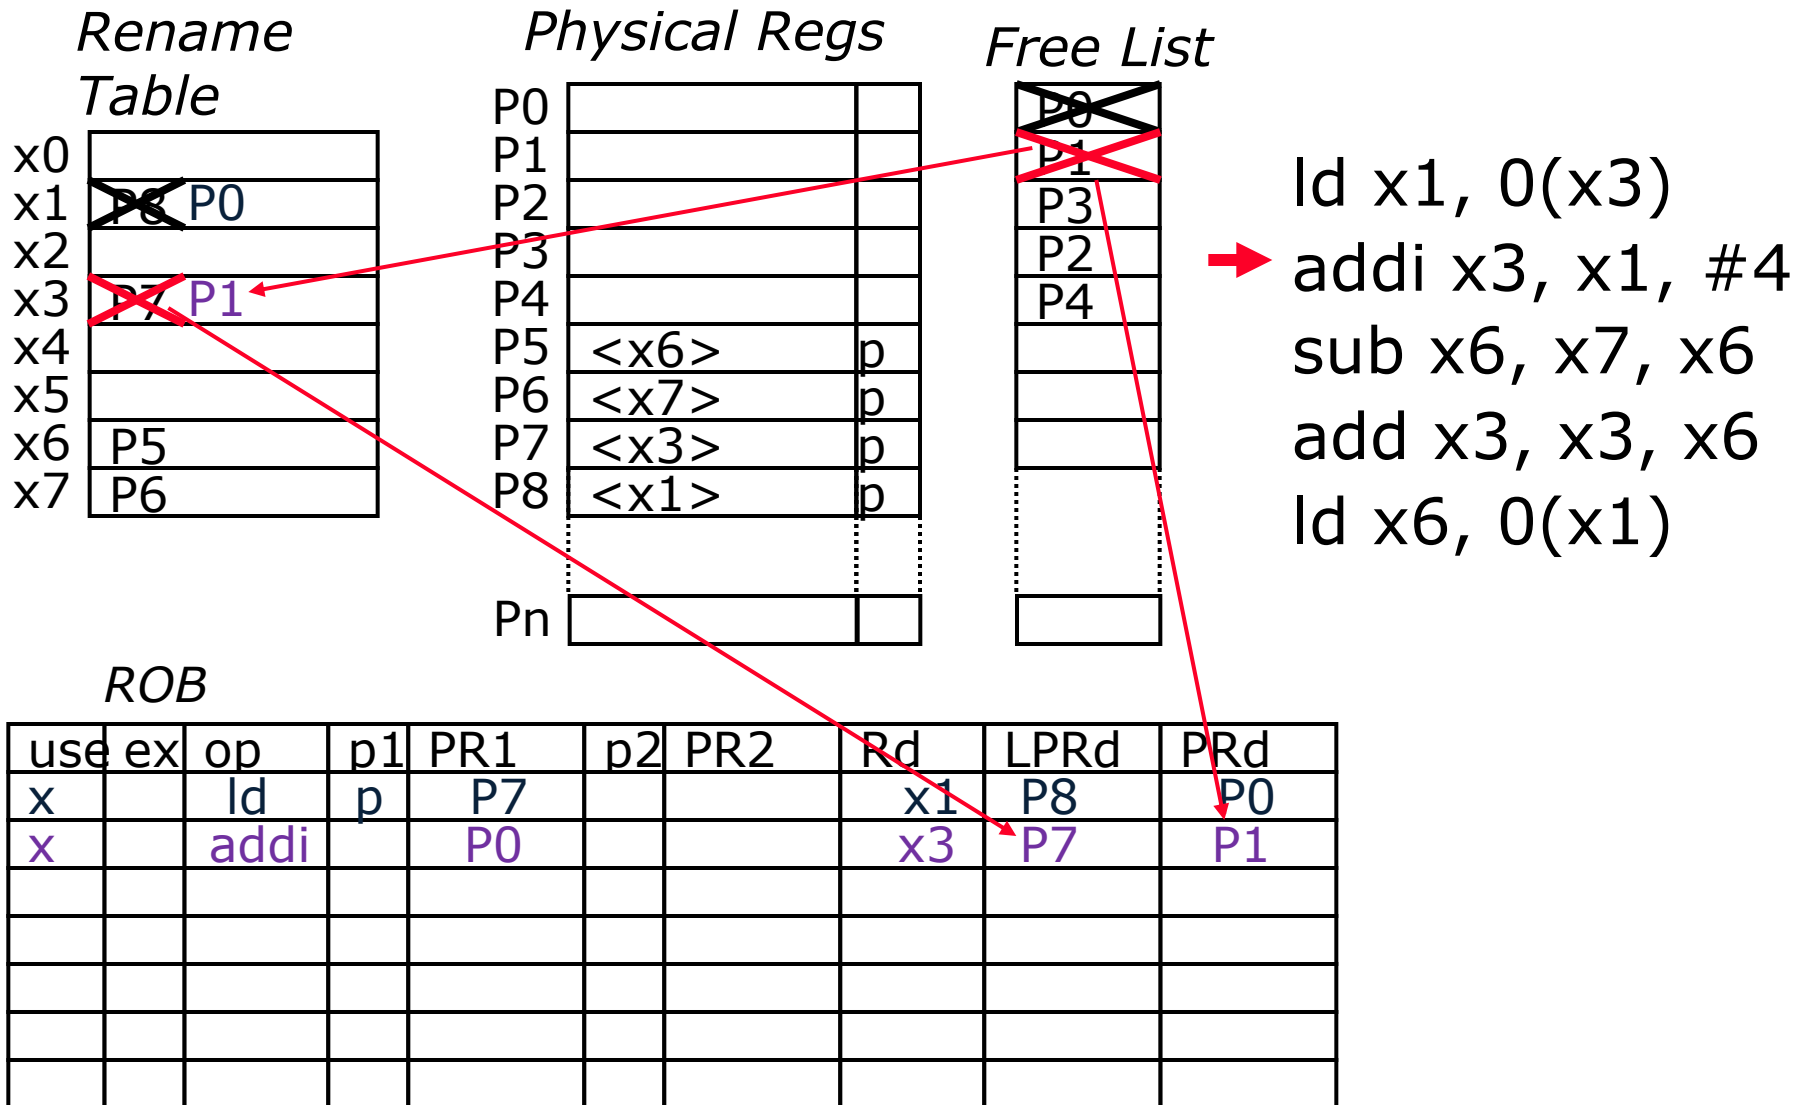 Rename Table
x0
x1 P8 P0
x2
x3 P7 P1
x4
x5
x6 P5
x7 P6
Physical Regs
P0
P1
P2
P3
P4
P5 <x6> p
P6 <x7> p
P7 <x3> p
P8 <x1> p
Pn
Free List
P0
P1
P3
P2
P4
ld x1, 0(x3)
addi x3, x1, #4
sub x6, x7, x6
add x3, x3, x6
ld x6, 0(x1)
ROB
use ex op p1 PR1 p2 PR2 Rd LPRd PRd
x ld p P7 x1 P8 P0
x addi P0 x3 P7 P1